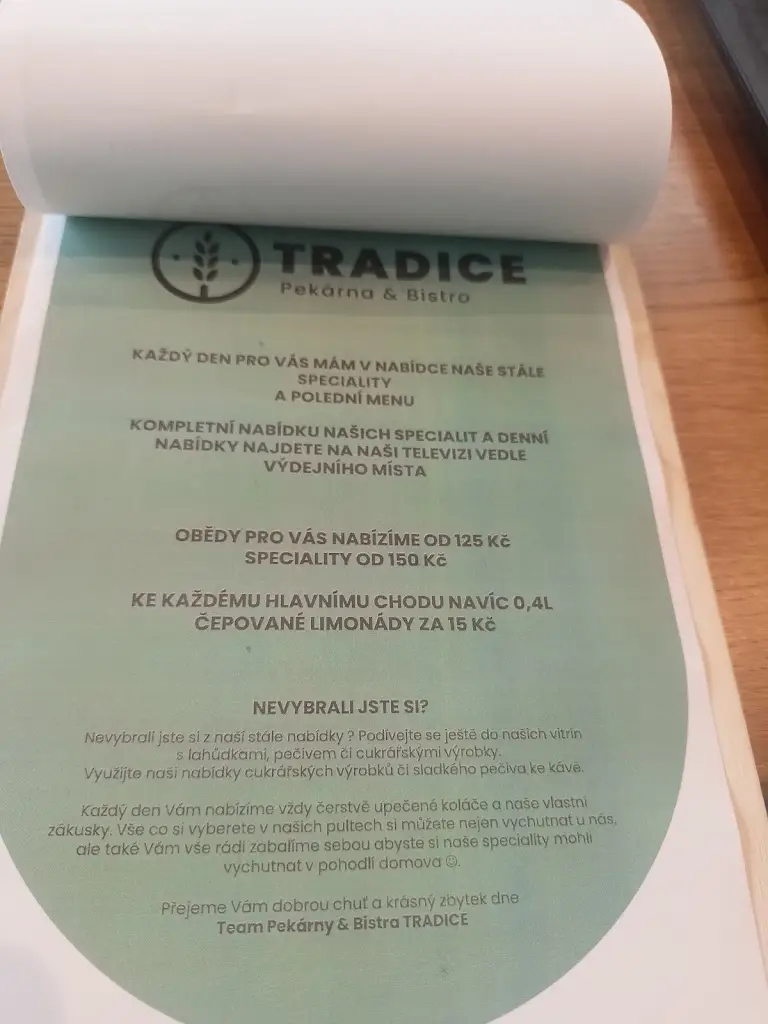 TRADICE
Pekárna & Bistro
KAŽDÝ DEN PRO VÁS MÁM V NABÍDCE NAŠE STÁLE
SPECIALITY
A POLEDNÍ MENU
KOMPLETNÍ NABÍDKU NAŠICH SPECIALIT A DENNÍ
NABÍDKY NAJDETE NA NAŠI TELEVIZI VEDLE
VÝDEJNÍHO MÍSTA
OBĚDY PRO VÁS NABÍZÍME OD 125 Kč
SPECIALITY OD 150 Kč
KE KAŽDÉMU HLAVNÍMU CHODU NAVÍC 0,4L
ČEPOVANÉ LIMONÁDY ZA 15 Kč
NEVYBRALI JSTE SI?
Nevybrali jste si z naší stále nabídky ? Podívejte se ještě do našich vitrin
s lahůdkami, pečivem či cukrářskými výrobky.
Využijte naši nabídky cukrářských výrobků či sladkého pečiva ke kávě.
Každý den Vám nabízíme vždy čerstvě upečené koláče a naše vlastní
zákusky. Vše co si vyberete v našich pultech si můžete nejen vychutnat u nás,
ale také Vám vše rádi zabalíme sebou abyste si naše speciality mohli
vychutnat v pohodlí domova ☺.
Přejeme Vám dobrou chuť a krásný zbytek dne
Team Pekárny & Bistra TRADICE